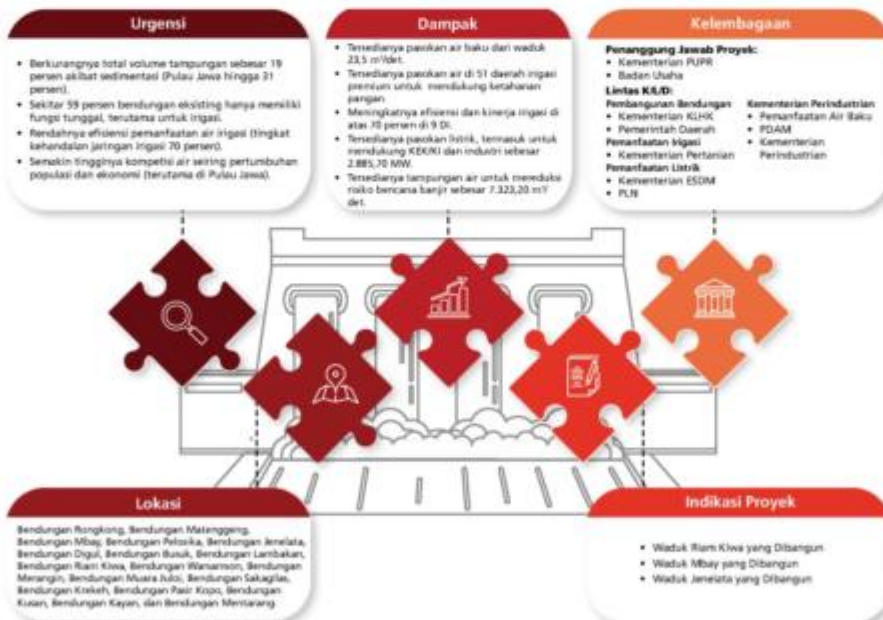 Urgensi
• Berkurangnya total volume tampungan sebesar 19
persen akibat sedimentasi (Pulau Jawa hingga 31
persen).
• Sekitar 59 persen bendungan eksisting hanya memiliki
fungsi tunggal, terutama untuk irigasi.
• Rendahnya efisiensi pemanfaatan air irigasi (tingkat
kehandalan jaringan irigasi 70 persen).
• Semakin tingginya kompetisi air seiring pertumbuhan
populasi dan ekonomi (terutama di Pulau Jawa).
Dampak
• Tersedianya pasokan air baku dari waduk
23,5 m³/det.
• Tersedianya pasokan air di 51 daerah irigasi
premium untuk mendukung ketahanan
pangan.
• Meningkatnya efisiensi dan kinerja irigasi di
atas 70 persen di 9 DI.
• Tersedianya pasokan listrik, termasuk untuk
mendukung KEK/KI dan industri sebesar
2.885,70 MW.
• Tersedianya tampungan air untuk mereduksi
risiko bencana banjir sebesar 7.323,20 m³/
det.
Kelembagaan
Penanggung Jawab Proyek:
• Kementerian PUPR
• Badan Usaha
Lintas K/L/D:
Pembangunan Bendungan
• Kementerian KLHK
• Pemerintah Daerah
Pemanfaatan Irigasi
• Kementerian Pertanian
Pemanfaatan Listrik
• Kementerian ESDM
• PLN
Kementerian Perindustrian
• Pemanfaatan Air Baku
• PDAM
• Kementerian
Perindustrian
Lokasi
Bendungan Rongkong, Bendungan Matenggeng,
Bendungan Mbay, Bendungan Pelosika, Bendungan Jenelata,
Bendungan Digul, Bendungan Busuk, Bendungan Lambakan,
Bendungan Riam Kiwa, Bendungan Warsamson, Bendungan
Merangin, Bendungan Muara Juloi, Bendungan
Krekeh, Bendungan Pasir Kopo, Bendungan
Kusan, Bendungan Kayan, dan Bendungan Mentarang
Indikasi Proyek
• Waduk Riam Kiwa yang Dibangun
• Waduk Mbay yang Dibangun
• Waduk Jenelata yang Dibangun